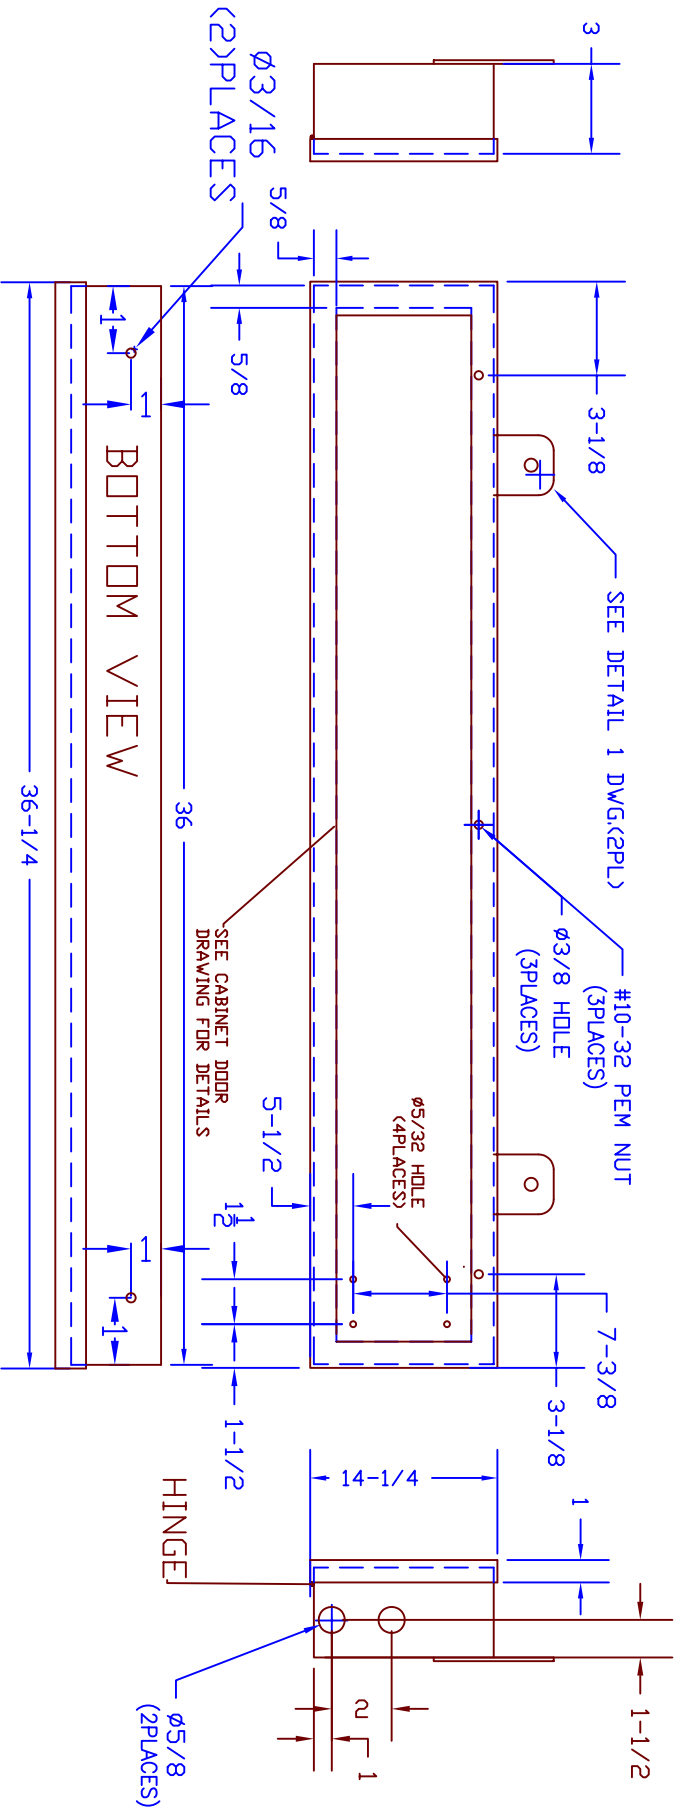 3
Ø3/16
(2)PLACES
5/8
5/8
3-1/8
SEE DETAIL 1 DWG.(2PL)
#10-32 PEM NUT
(3PLACES)
Ø3/8 HOLE
(3PLACES)
1
1
BOTTOM VIEW
36
36-1/4
SEE CABINET DOOR
DRAWING FOR DETAILS
Ø5/32 HOLE
(4PLACES)
5-1/2
1 1/2
7-3/8
3-1/8
1-1/2
1
1
14-1/4
1
HINGE
1-1/2
2
1
Ø5/8
(2PLACES)